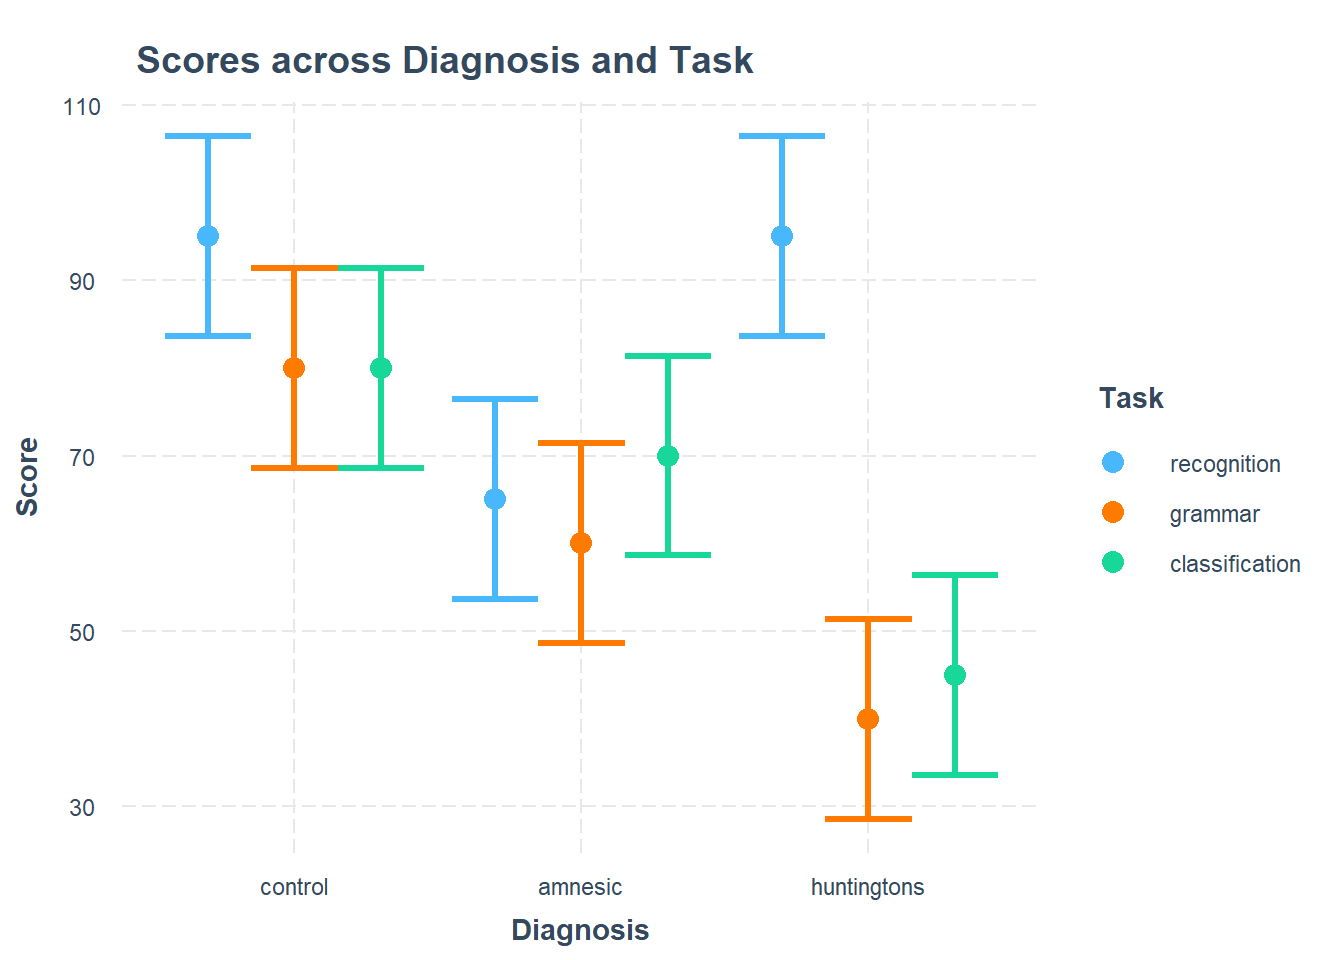 Scores across Diagnosis and Task
110
90
70
50
30
Score
control
amnesic
huntingtons
Diagnosis
Task
recognition
grammar
classification